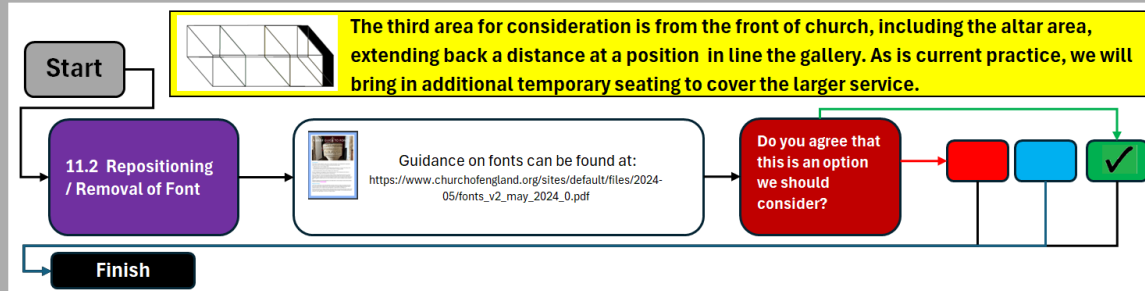 The third area for consideration is from the front of church, including the altar area,
extending back a distance at a position in line the gallery. As is current practice, we will
bring in additional temporary seating to cover the larger service.
Start
11.2 Repositioning
/ Removal of Font
Guidance on fonts can be found at:
https://www.churchofengland.org/sites/default/files/2024-
05/fonts_v2_may_2024_0.pdf
Do you agree that
this is an option
we should
consider?
Finish